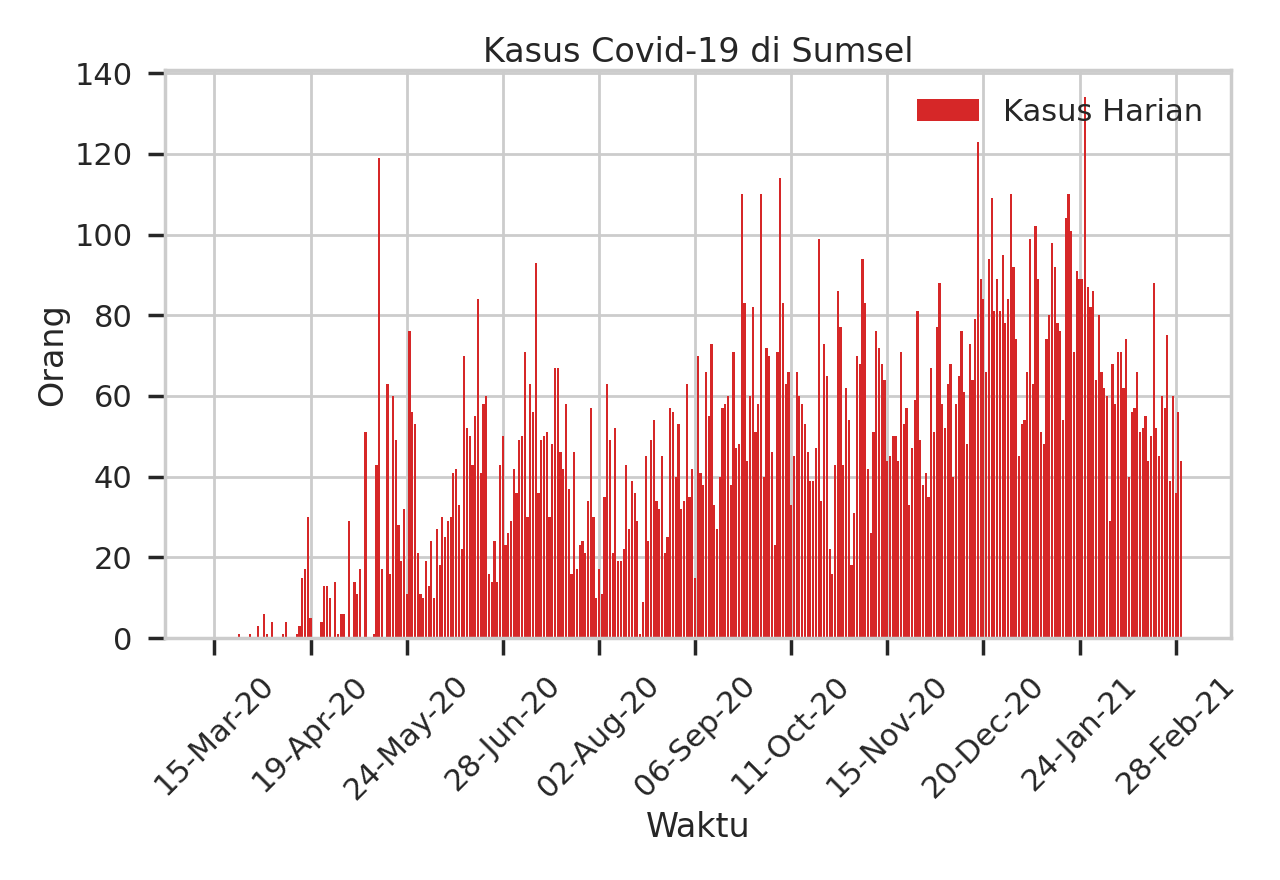 Kasus Covid-19 di Sumsel
Kasus Harian
140
120
100
80
60
40
20
0
Orang
15-Mar-20
19-Apr-20
24-May-20
28-Jun-20
02-Aug-20
06-Sep-20
11-Oct-20
15-Nov-20
20-Dec-20
24-Jan-21
28-Feb-21
Waktu